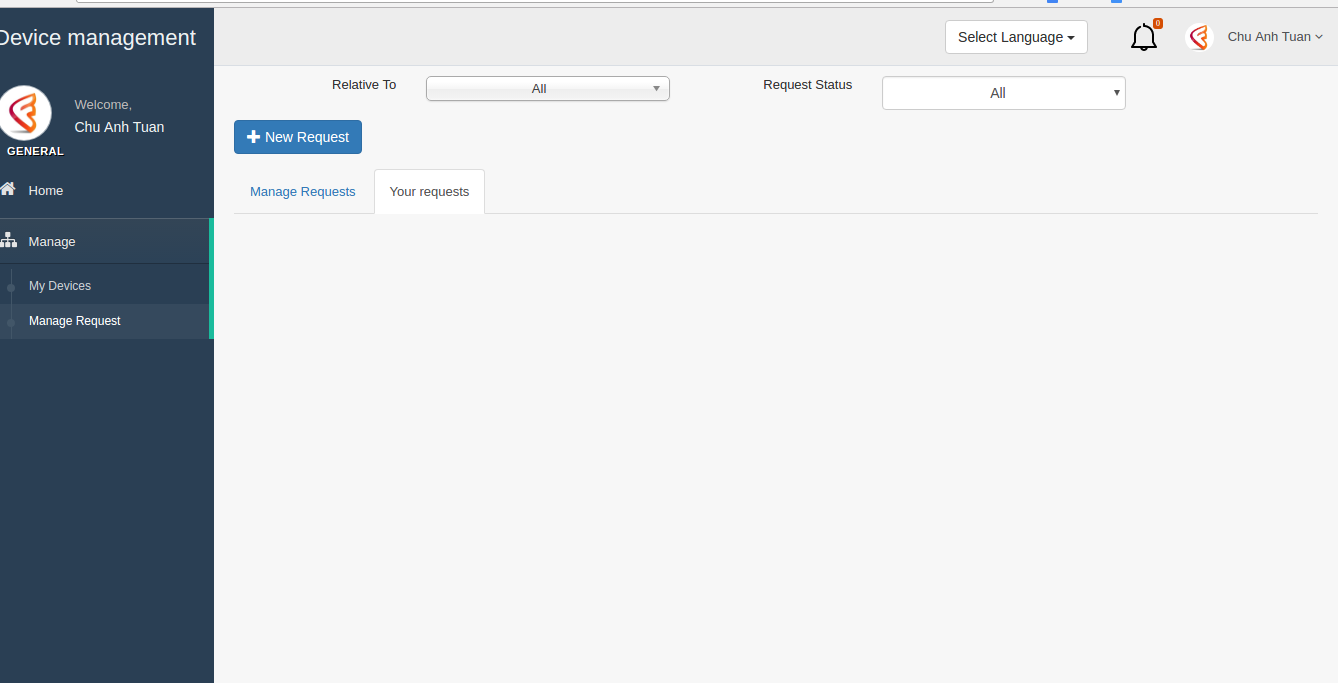 Device management
Select Language
0
Chu Anh Tuan
Welcome,
Chu Anh Tuan
GENERAL
Home
Manage
My Devices
Manage Request
Relative To
All
Request Status
All
New Request
Manage Requests
Your requests